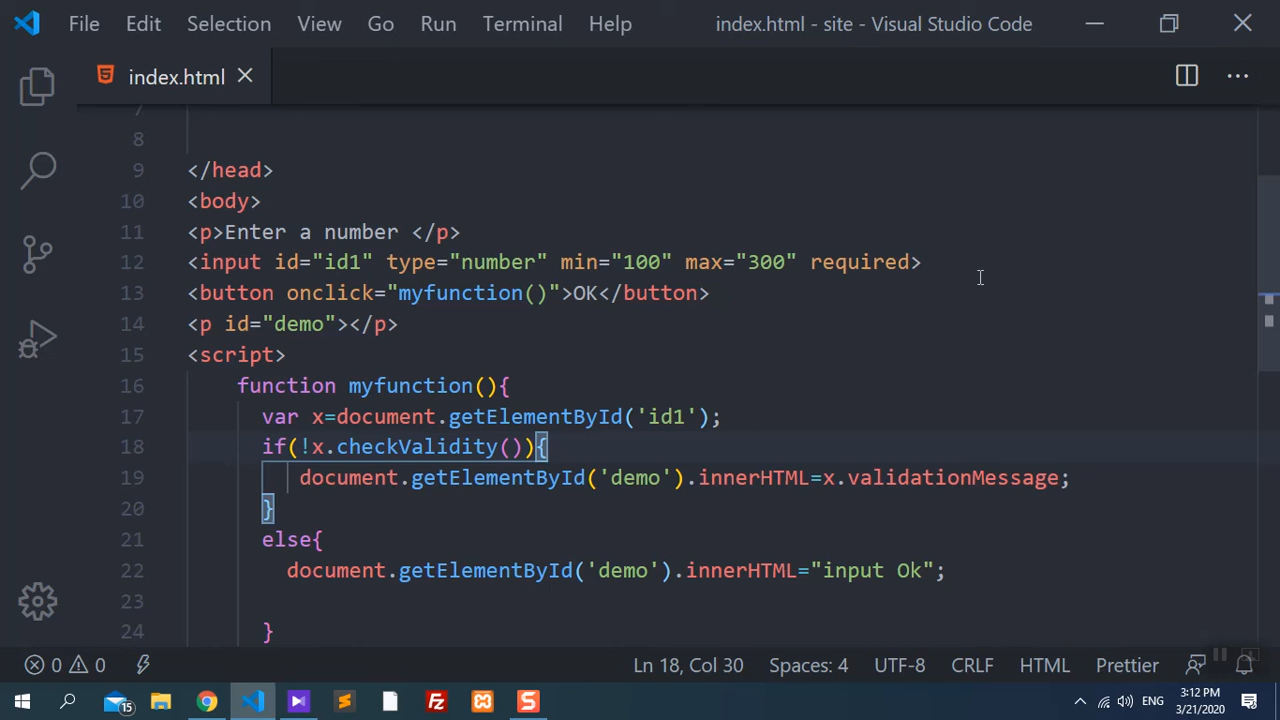 File Edit Selection View Go Run Terminal Help index.html - site - Visual Studio Code
index.html
7
8
9 </head>
10 <body>
11 <p>Enter a number </p>
12 <input id="id1" type="number" min="100" max="300" required>
13 <button onclick="myfunction()">OK</button>
14 <p id="demo"></p>
15 <script>
16 function myfunction(){
17 var x=document.getElementById('id1');
18 if(!x.checkValidity()){
19 document.getElementById('demo').innerHTML=x.validationMessage;
20 }
21 else{
22 document.getElementById('demo').innerHTML="input Ok";
23
24 }
0 0 Ln 18, Col 30 Spaces: 4 UTF-8 CRLF HTML Prettier
15 ENG 3:12 PM
3/21/2020